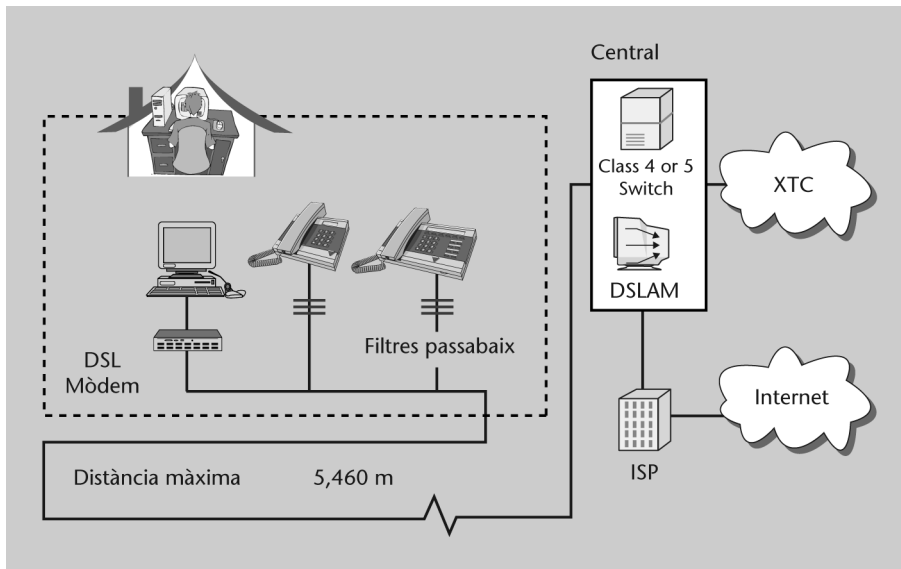 Central
Class 4 or 5
Switch
XTC
DSLAM
Filtres passabaix
DSL
Mòdem
Internet
ISP
Distància màxima 5,460 m